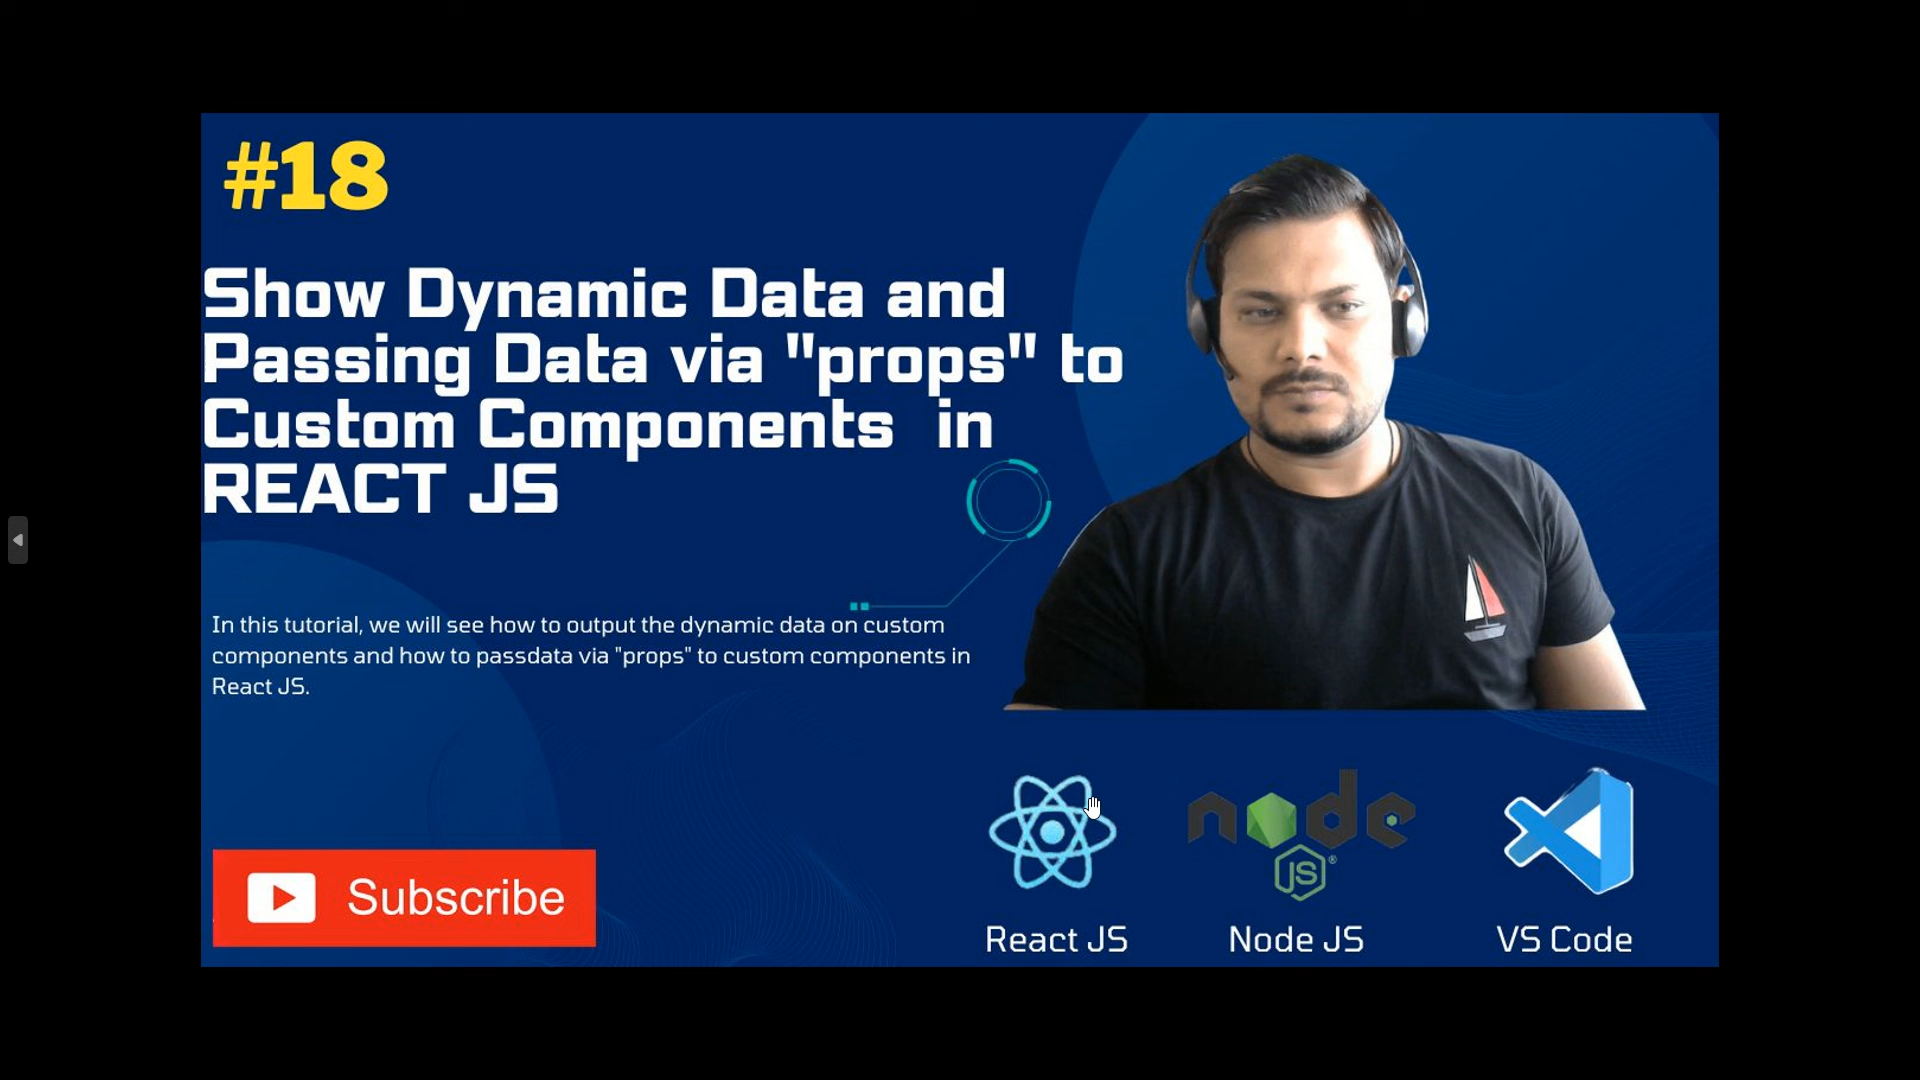 #18
Show Dynamic Data and
Passing Data via "props" to
Custom Components in
REACT JS
In this tutorial, we will see how to output the dynamic data on custom
components and how to passdata via "props" to custom components in
React JS.
Subscribe
node
JS
®
React JS
Node JS
VS Code